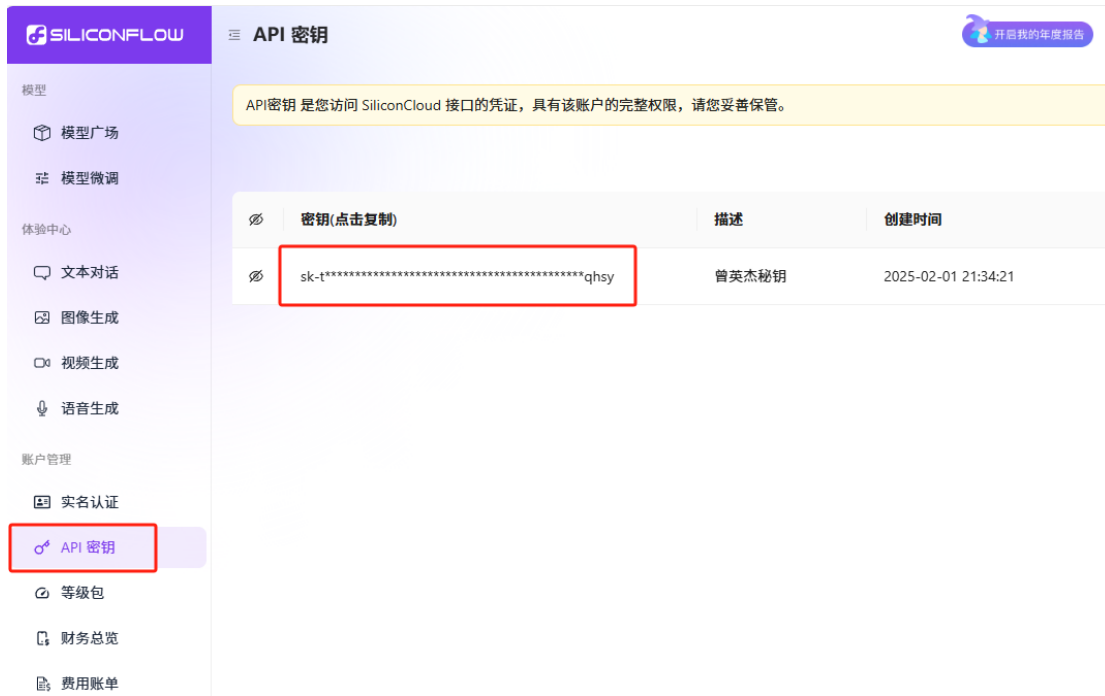 SILICONFLOW
API 密钥
开启我的年度报告
模型
模型广场
模型微调
体验中心
文本对话
图像生成
视频生成
语音生成
账户管理
实名认证
API 密钥
等级包
财务总览
费用账单
API密钥 是您访问 SiliconCloud 接口的凭证，具有该账户的完整权限，请您妥善保管。
密钥(点击复制) 描述 创建时间
sk-t********************************************qhsy 曾英杰秘钥 2025-02-01 21:34:21